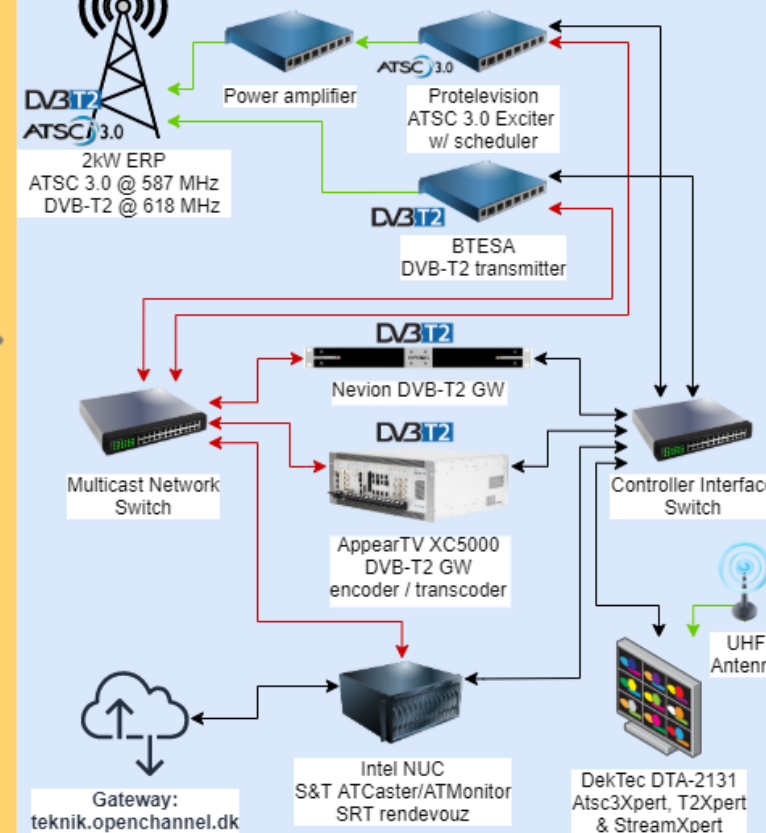 DVB T2
ATSC 3.0
2kW ERP
ATSC 3.0 @ 587 MHz
DVB-T2 @ 618 MHz
Power amplifier
ATSC 3.0
Protelevision
ATSC 3.0 Exciter
w/ scheduler
DVB T2
BTESA
DVB-T2 transmitter
DVB T2
Nevion DVB-T2 GW
DVB T2
Multicast Network
Switch
AppearTV XC5000
DVB-T2 GW
encoder / transcoder
Controller Interface
Switch
UHF
Antenn
Gateway:
teknik.openchannel.dk
Intel NUC
S&T ATCaster/ATMonitor
SRT rendevouz
DekTec DTA-2131
Atsc3Xpert, T2Xpert
& StreamXpert